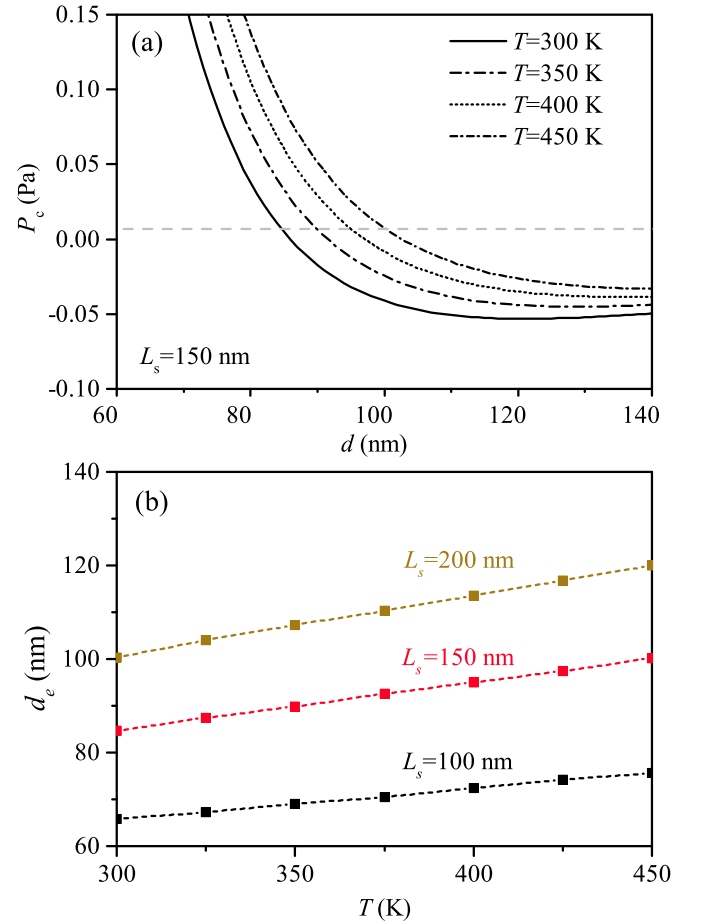 (a)
T=300 K
T=350 K
T=400 K
T=450 K
0.15
0.10
0.05
0.00
-0.05
-0.10
P_c (Pa)
L_s=150 nm
60 80 100 120 140
d (nm)
(b)
140
120
100
80
60
d_e (nm)
L_s=200 nm
L_s=150 nm
L_s=100 nm
300 350 400 450
T (K)